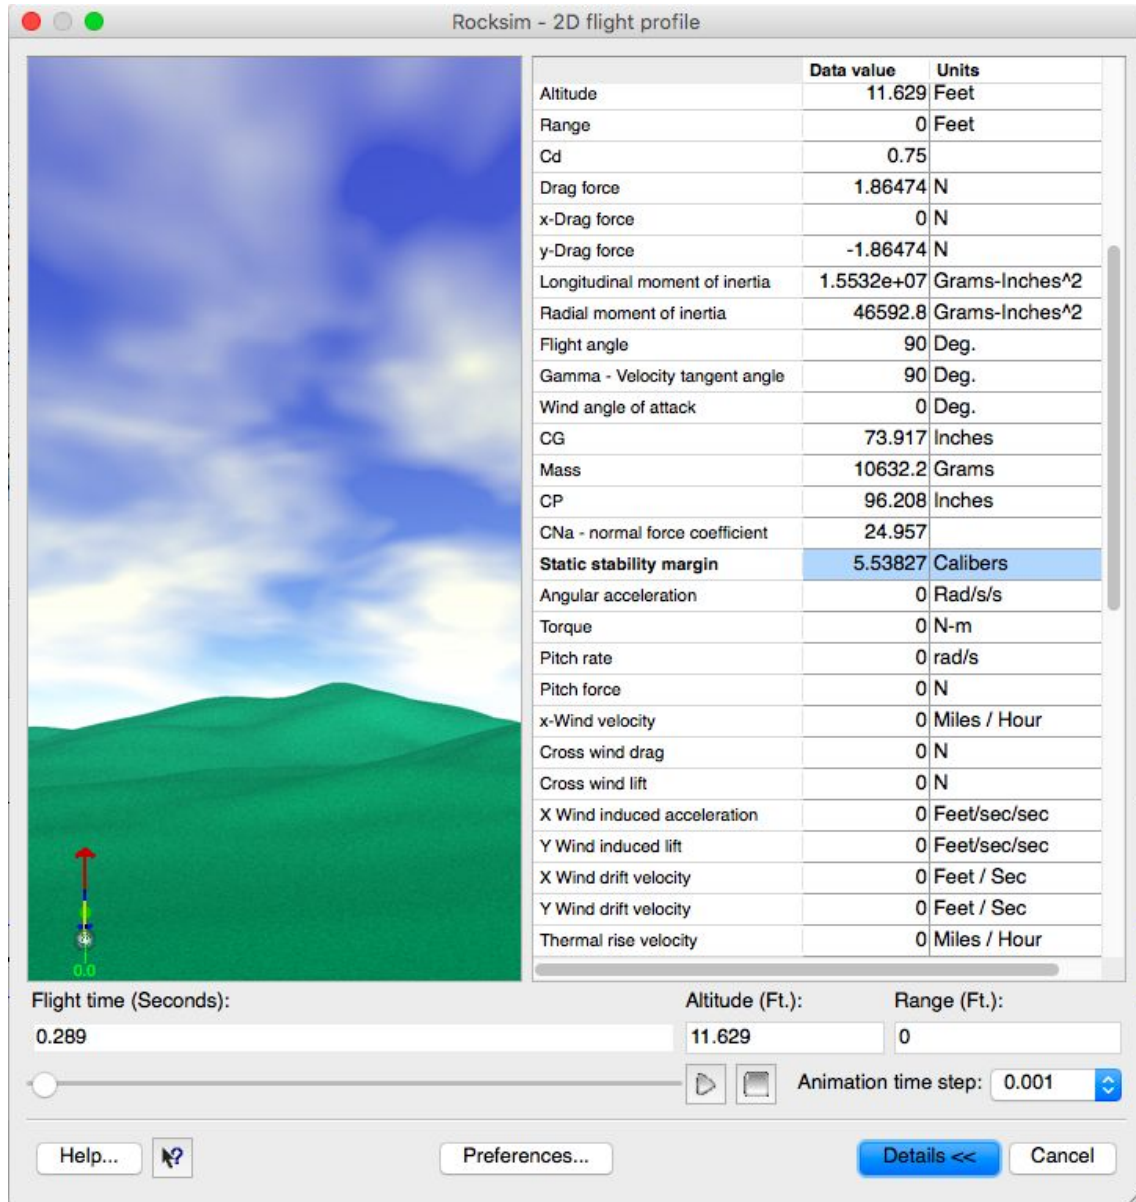 Rocksim - 2D flight profile
Data value Units
Altitude 11.629 Feet
Range 0 Feet
Cd 0.75
Drag force 1.86474 N
x-Drag force 0 N
y-Drag force -1.86474 N
Longitudinal moment of inertia 1.5532e+07 Grams-Inches^2
Radial moment of inertia 46592.8 Grams-Inches^2
Flight angle 90 Deg.
Gamma - Velocity tangent angle 90 Deg.
Wind angle of attack 0 Deg.
CG 73.917 Inches
Mass 10632.2 Grams
CP 96.208 Inches
CNa - normal force coefficient 24.957
Static stability margin 5.53827 Calibers
Angular acceleration 0 Rad/s/s
Torque 0 N-m
Pitch rate 0 rad/s
Pitch force 0 N
x-Wind velocity 0 Miles / Hour
Cross wind drag 0 N
Cross wind lift 0 N
X Wind induced acceleration 0 Feet/sec/sec
Y Wind induced lift 0 Feet/sec/sec
X Wind drift velocity 0 Feet / Sec
Y Wind drift velocity 0 Feet / Sec
Thermal rise velocity 0 Miles / Hour
0.0
Flight time (Seconds): Altitude (Ft.): Range (Ft.):
0.289 11.629 0
Animation time step: 0.001
Help... ? Preferences... Details << Cancel